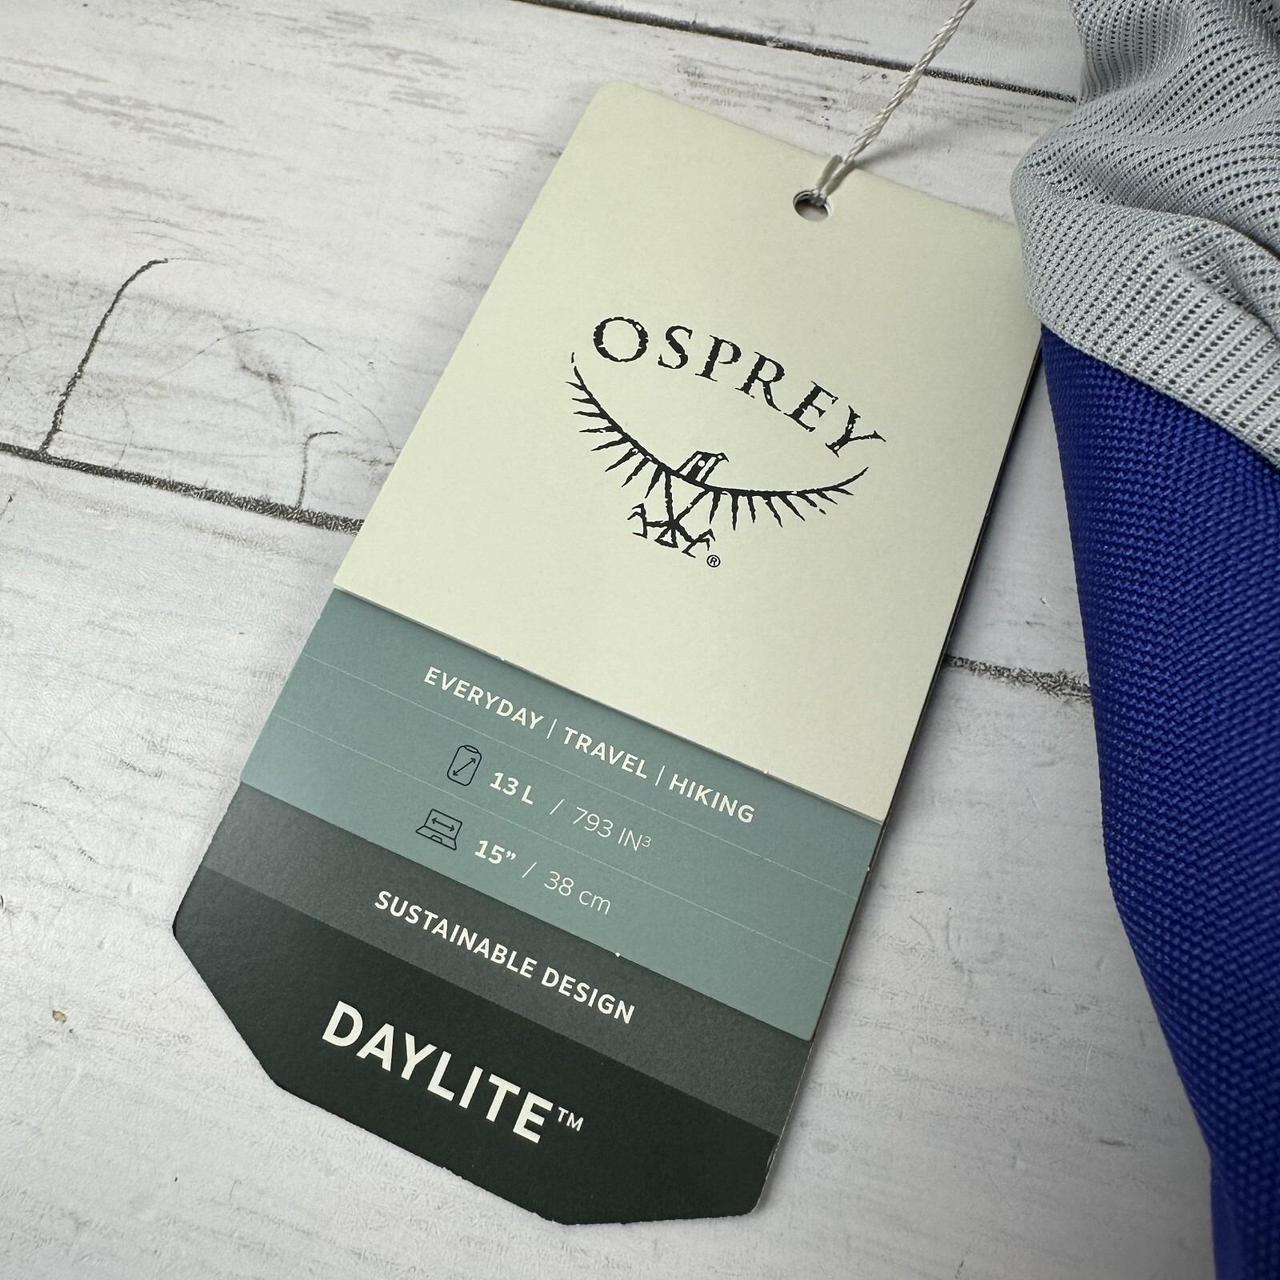 OSPREY
®
EVERYDAY | TRAVEL | HIKING
13 L / 793 IN³
15” / 38 cm
SUSTAINABLE DESIGN
DAYLITE™